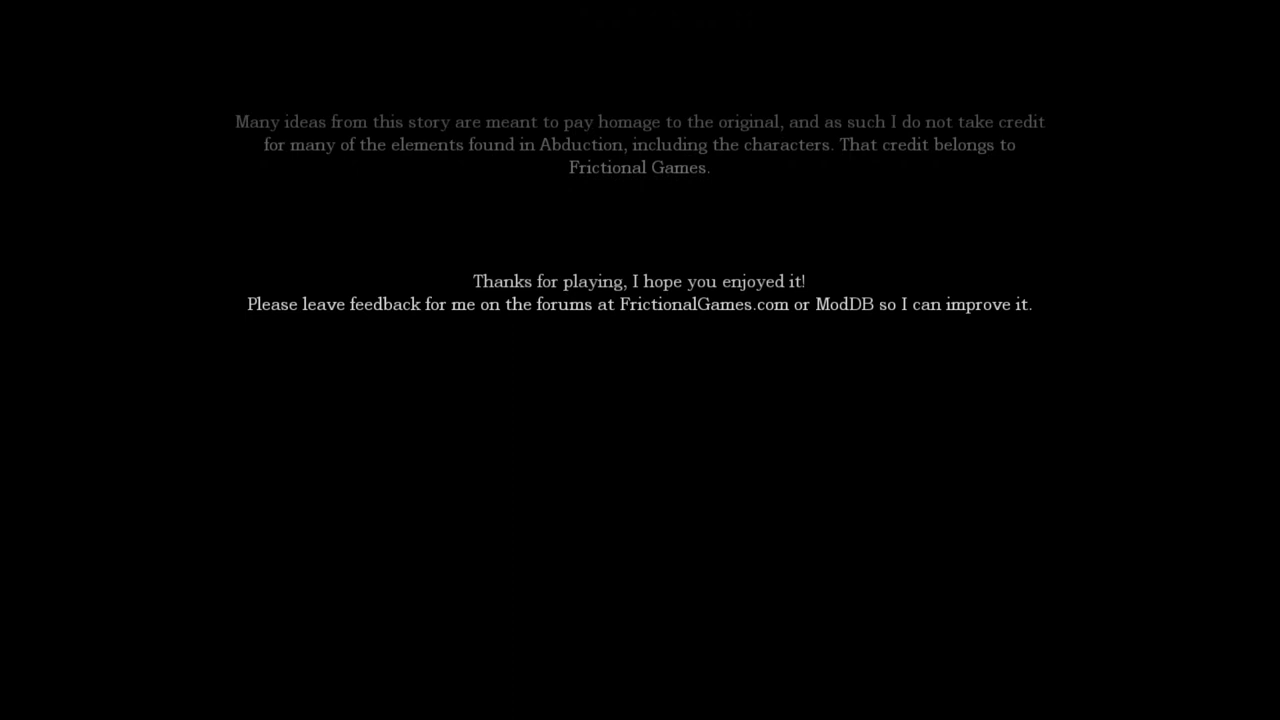 Many ideas from this story are meant to pay homage to the original, and as such I do not take credit
for many of the elements found in Abduction, including the characters. That credit belongs to
Frictional Games.
Thanks for playing, I hope you enjoyed it!
Please leave feedback for me on the forums at FrictionalGames.com or ModDB so I can improve it.